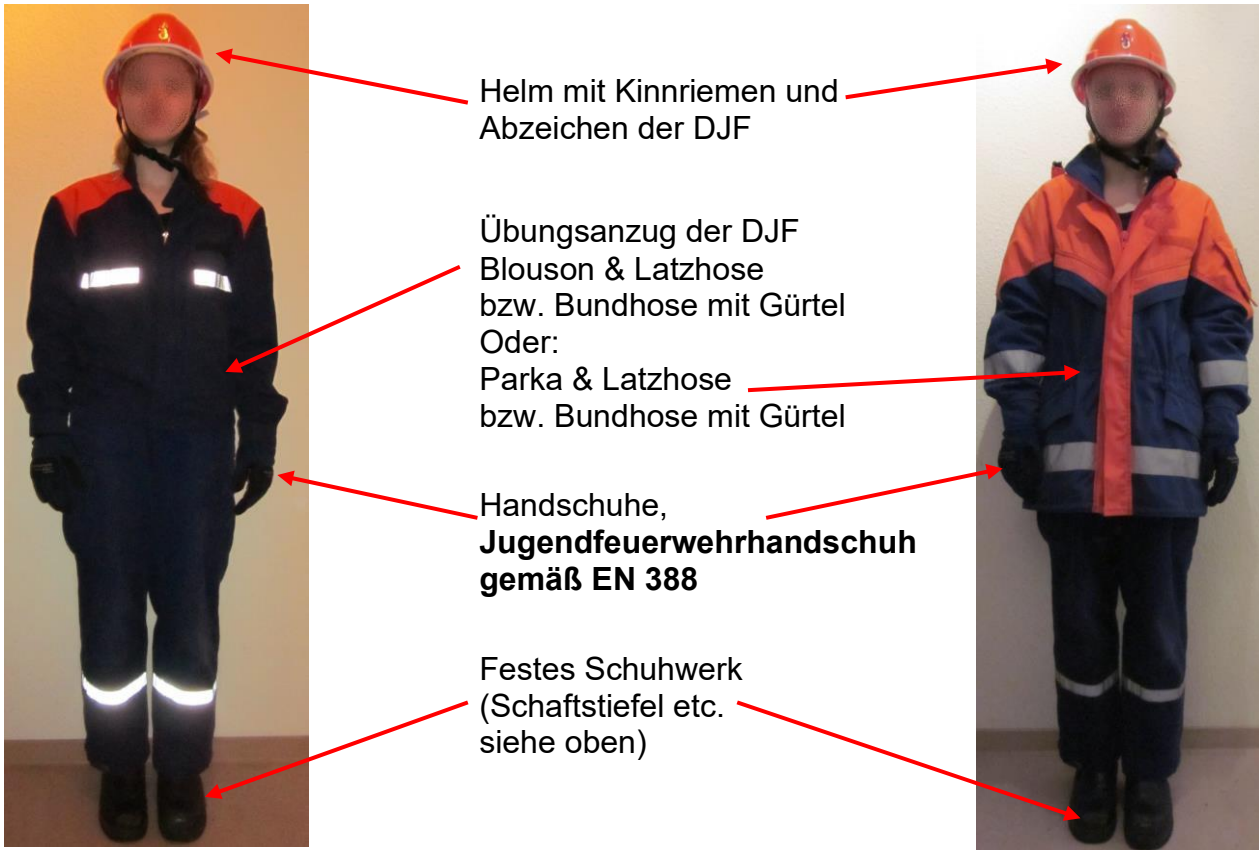 Helm mit Kinnriemen und
Abzeichen der DJF
Übungsanzug der DJF
Blouson & Latzhose
bzw. Bundhose mit Gürtel
Oder:
Parka & Latzhose
bzw. Bundhose mit Gürtel
Handschuhe,
Jugendfeuerwehrhandschuh
gemäß EN 388
Festes Schuhwerk
(Schaftstiefel etc.
siehe oben)